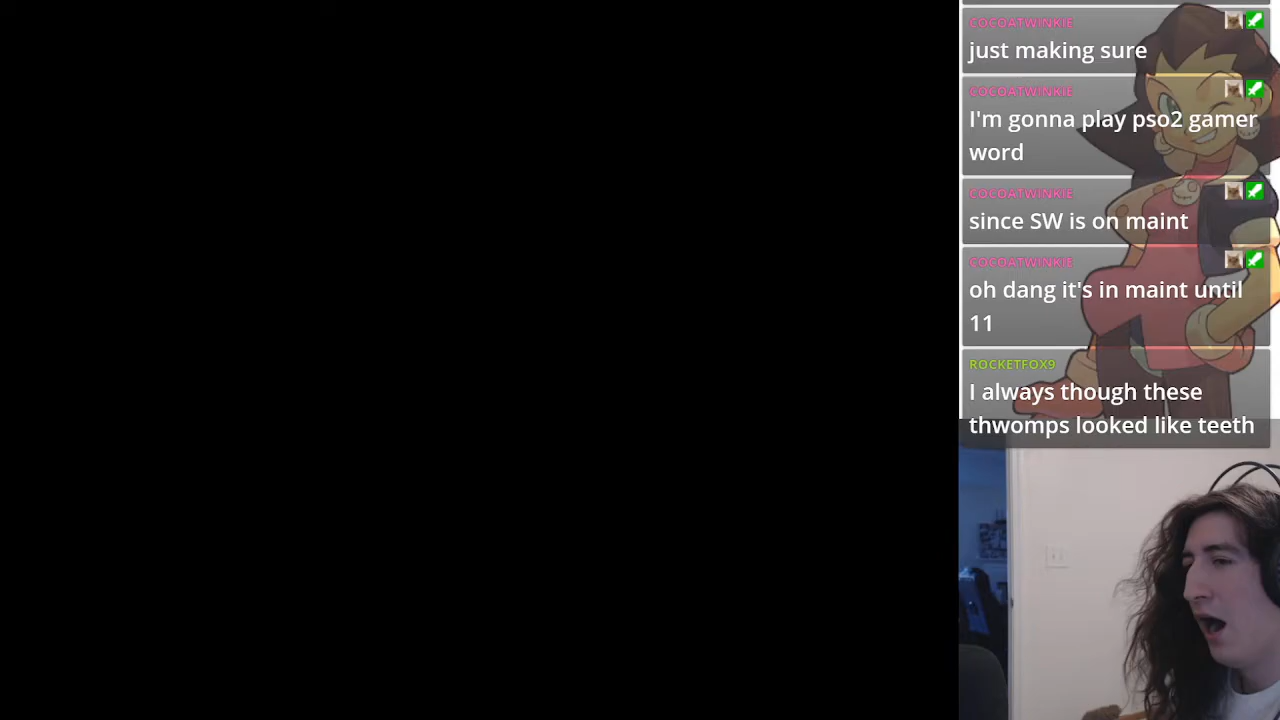 COCOATWINKIE
just making sure
COCOATWINKIE
I'm gonna play pso2 gamer
word
COCOATWINKIE
since SW is on maint
COCOATWINKIE
oh dang it's in maint until
11
ROCKETFOX9
I always though these
thwomps looked like teeth